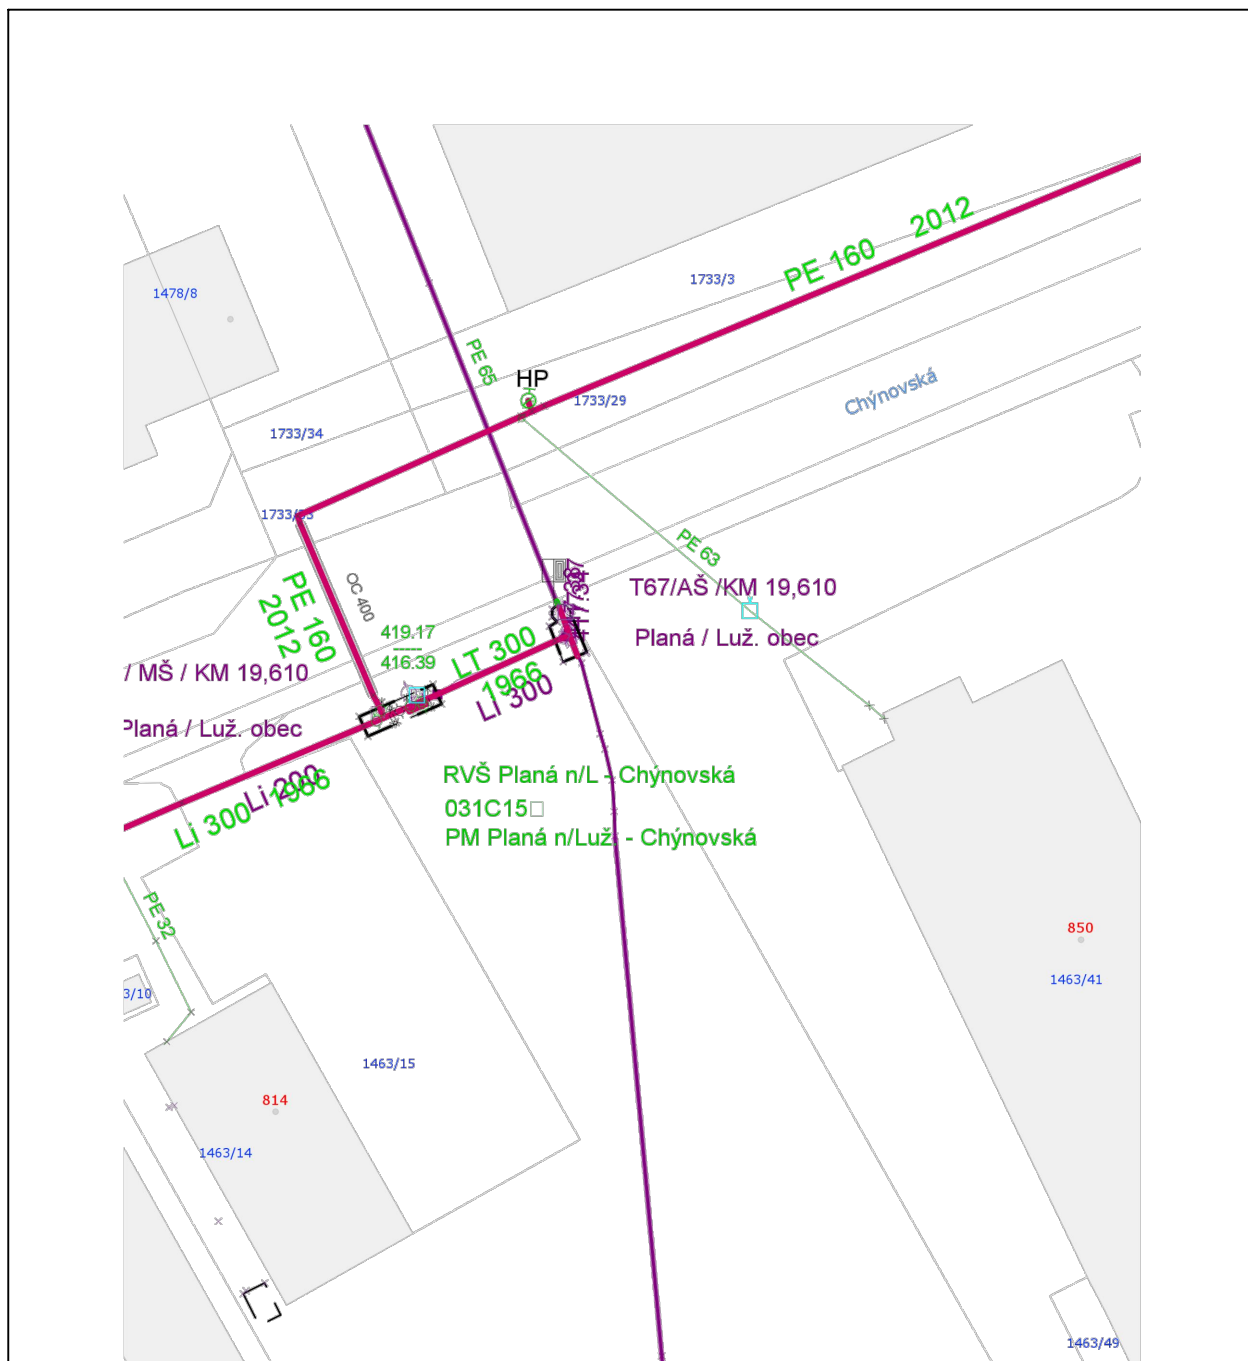 2012
PE 160
1733/3
1478/8
PE 65
HP
1733/29
Chýnovská
1733/34
PE 63
PE 160
2012
OC 400
T67/AŠ /KM 19,610
Planá / Luž. obec
419.17
-----
416.39
LT 300
1966
Li 300
/ MŠ / KM 19,610
Planá / Luž. obec
Li 200
Li 300 1966
RVŠ Planá n/L - Chýnovská
031C15□
PM Planá n/Luž. - Chýnovská
PE 32
850
1463/41
3/10
1463/15
814
1463/14
1463/49